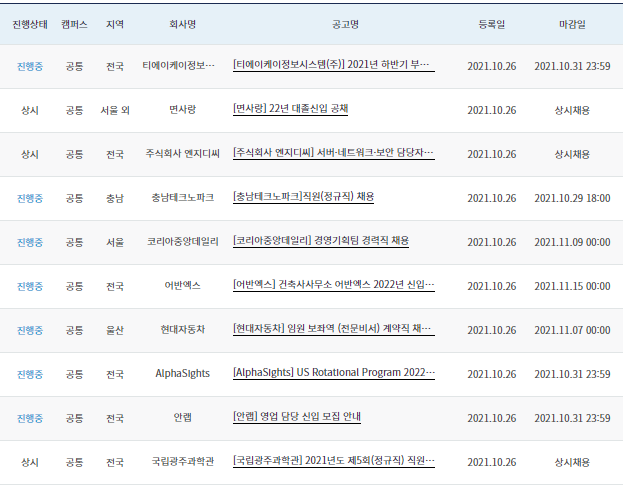 진행상태 캠퍼스 지역 회사명 공고명 등록일 마감일
진행중 공통 전국 티에이케이정보… [티에이케이정보시스템(주)] 2021년 하반기 부… 2021.10.26 2021.10.31 23:59
상시 공통 서울 외 면사랑 [면사랑] 22년 대졸신입 공채 2021.10.26 상시채용
상시 공통 전국 주식회사 엔지디씨 [주식회사 엔지디씨] 서버·네트워크·보안 담당자… 2021.10.26 상시채용
진행중 공통 충남 충남테크노파크 [충남테크노파크]직원(정규직) 채용 2021.10.26 2021.10.29 18:00
진행중 공통 서울 코리아중앙데일리 [코리아중앙데일리] 경영기획팀 경력직 채용 2021.10.26 2021.11.09 00:00
진행중 공통 전국 어반엑스 [어반엑스] 건축사사무소 어반엑스 2022년 신입… 2021.10.26 2021.11.15 00:00
진행중 공통 울산 현대자동차 [현대자동차] 임원 보좌역 (전문비서) 계약직 채… 2021.10.26 2021.11.07 00:00
진행중 공통 전국 AlphaSights [AlphaSights] US Rotational Program 2022… 2021.10.26 2021.10.31 23:59
진행중 공통 전국 안랩 [안랩] 영업 담당 신입 모집 안내 2021.10.26 2021.10.31 23:59
상시 공통 전국 국립광주과학관 [국립광주과학관] 2021년도 제5회(정규직) 직원… 2021.10.26 상시채용